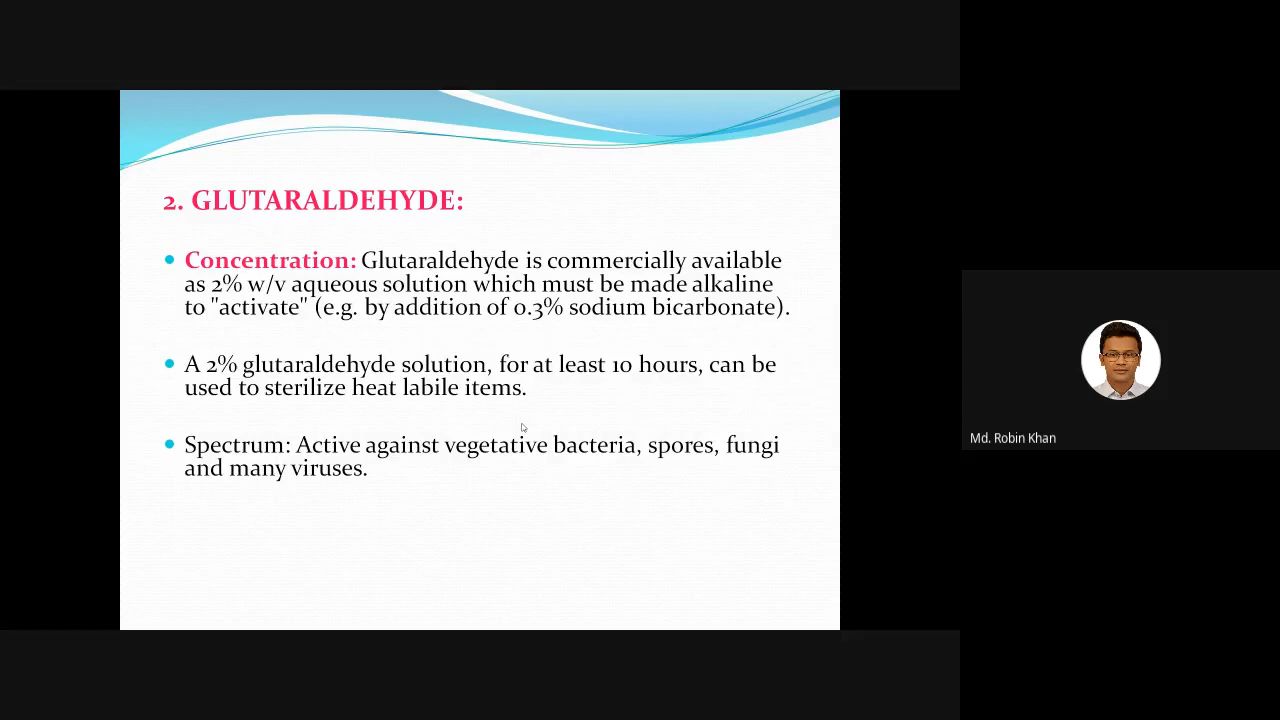 2. GLUTARALDEHYDE:
Concentration: Glutaraldehyde is commercially available
as 2% w/v aqueous solution which must be made alkaline
to "activate" (e.g. by addition of 0.3% sodium bicarbonate).
A 2% glutaraldehyde solution, for at least 10 hours, can be
used to sterilize heat labile items.
Spectrum: Active against vegetative bacteria, spores, fungi
and many viruses.
Md. Robin Khan